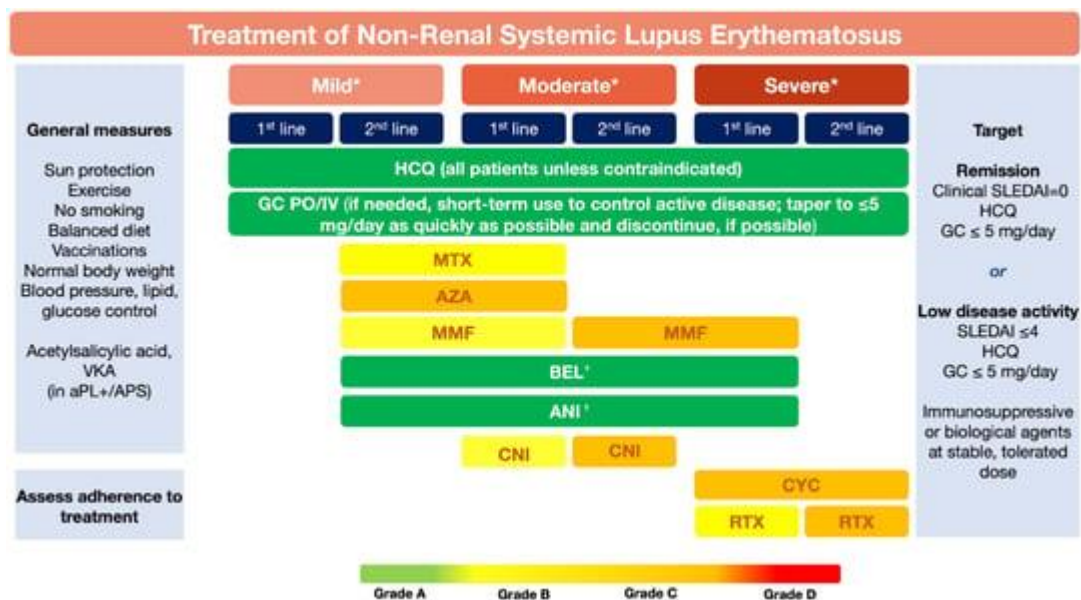 Treatment of Non-Renal Systemic Lupus Erythematosus
Mild*
Moderate*
Severe*
General measures
1st line
2nd line
1st line
2nd line
1st line
2nd line
Target
Sun protection
Exercise
No smoking
Balanced diet
Vaccinations
Normal body weight
Blood pressure, lipid,
glucose control
Acetylsalicylic acid,
VKA
(in aPL+/APS)
Assess adherence to
treatment
HCQ (all patients unless contraindicated)
GC PO/IV (if needed, short-term use to control active disease; taper to ≤5
mg/day as quickly as possible and discontinue, if possible)
MTX
AZA
MMF
MMF
BEL⁺
ANI⁺
CNI
CNI
CYC
RTX
RTX
Remission
Clinical SLEDAI=0
HCQ
GC ≤ 5 mg/day
or
Low disease activity
SLEDAI ≤4
HCQ
GC ≤ 5 mg/day
Immunosuppressive
or biological agents
at stable, tolerated
dose
Grade A
Grade B
Grade C
Grade D